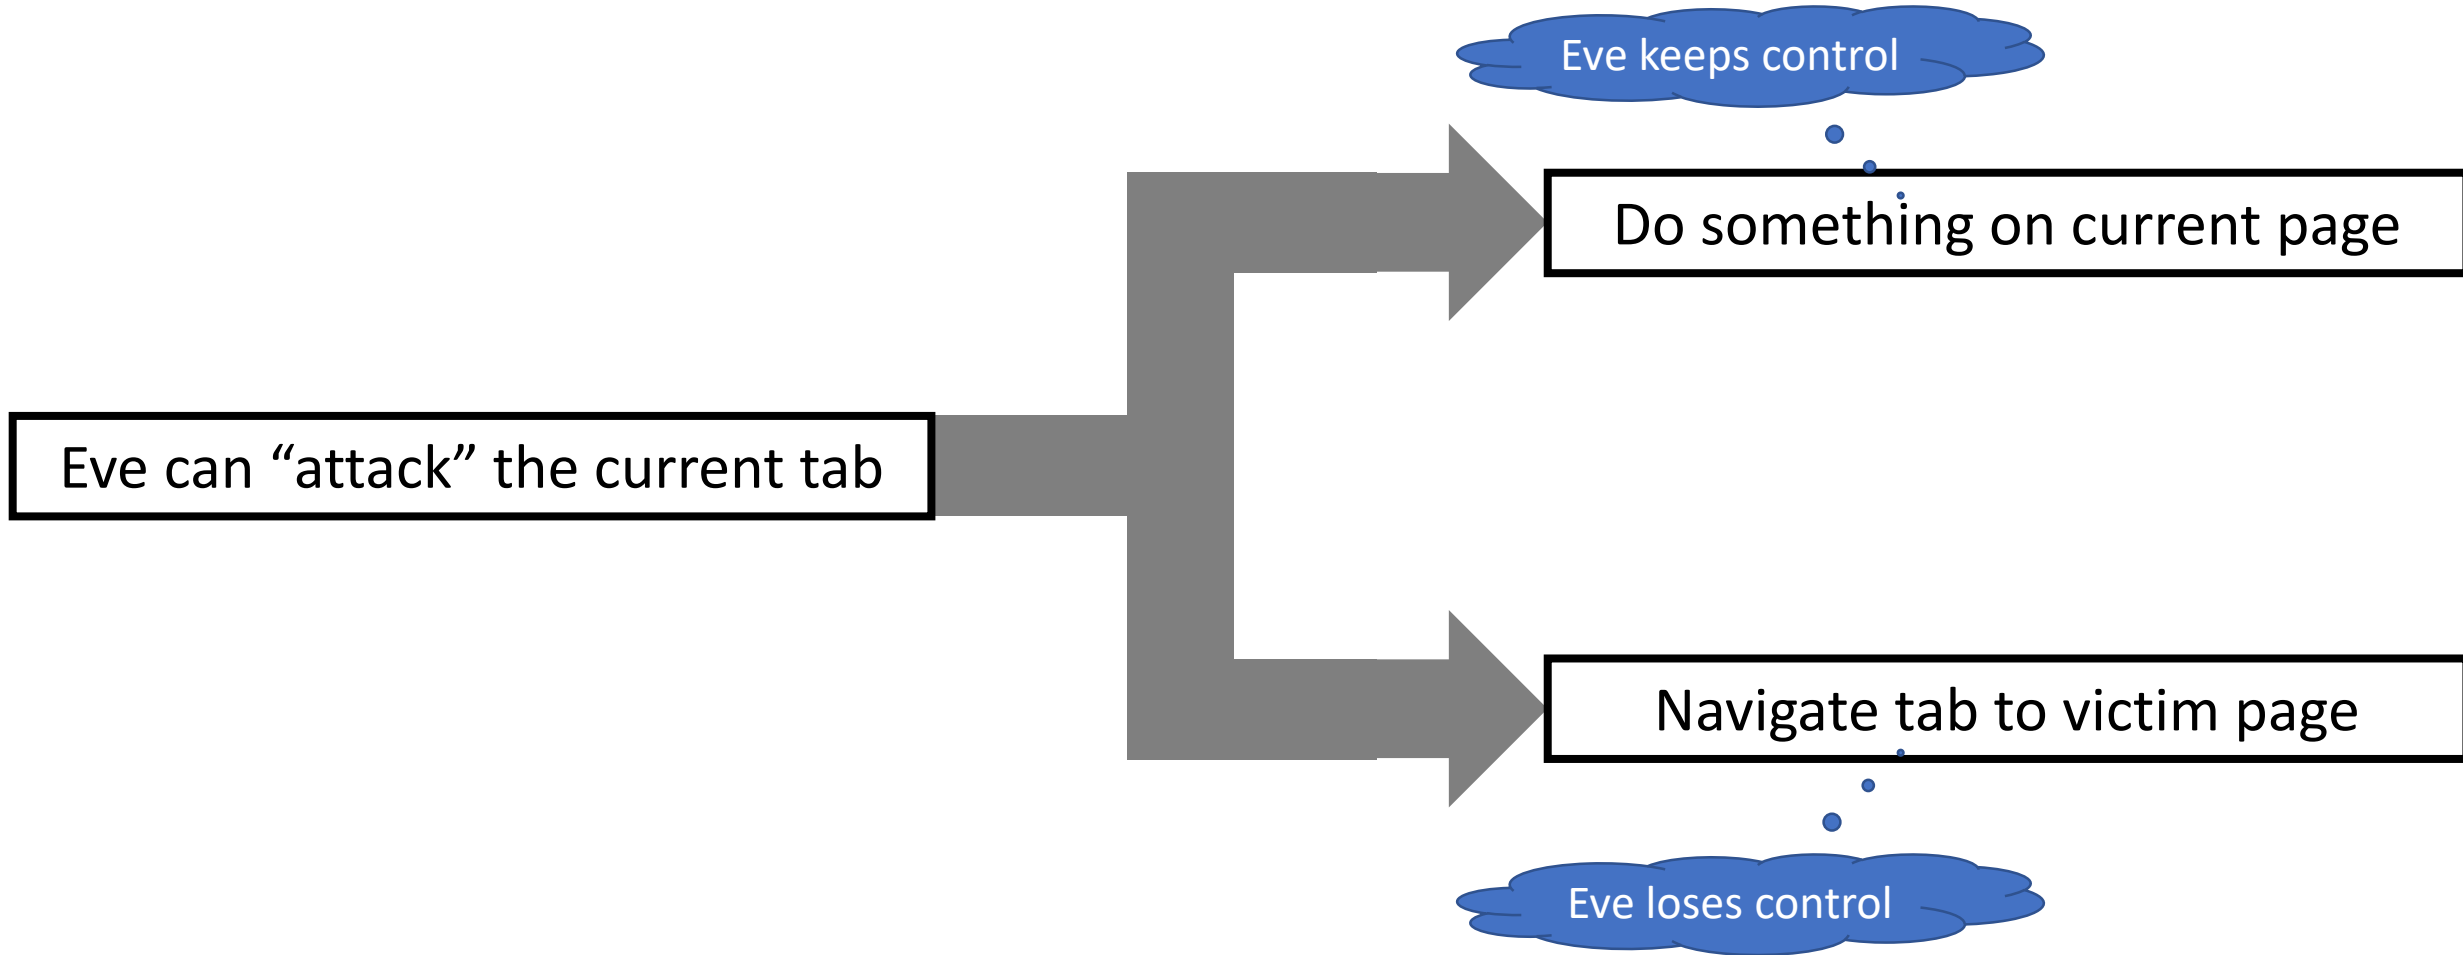 Eve keeps control
Do something on current page
Eve can “attack” the current tab
Navigate tab to victim page
Eve loses control